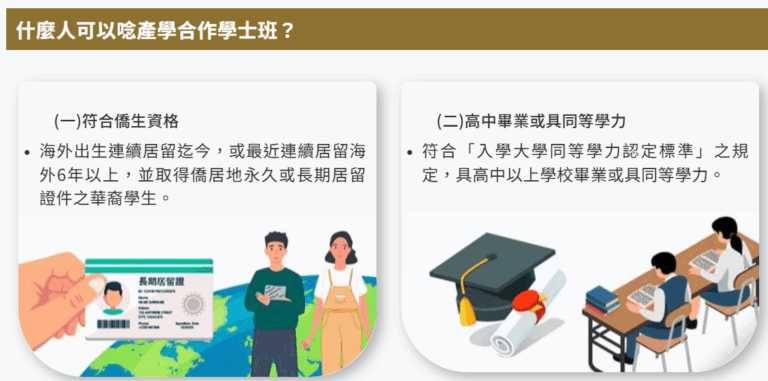 什麼人可以唸產學合作學士班？
(一)符合僑生資格
• 海外出生連續居留迄今，或最近連續居留海
外6年以上，並取得僑居地永久或長期居留
證件之華裔學生。
(二)高中畢業或具同等學力
• 符合「入學大學同等學力認定標準」之規
定，具高中以上學校畢業或具同等學力。
長期居留證